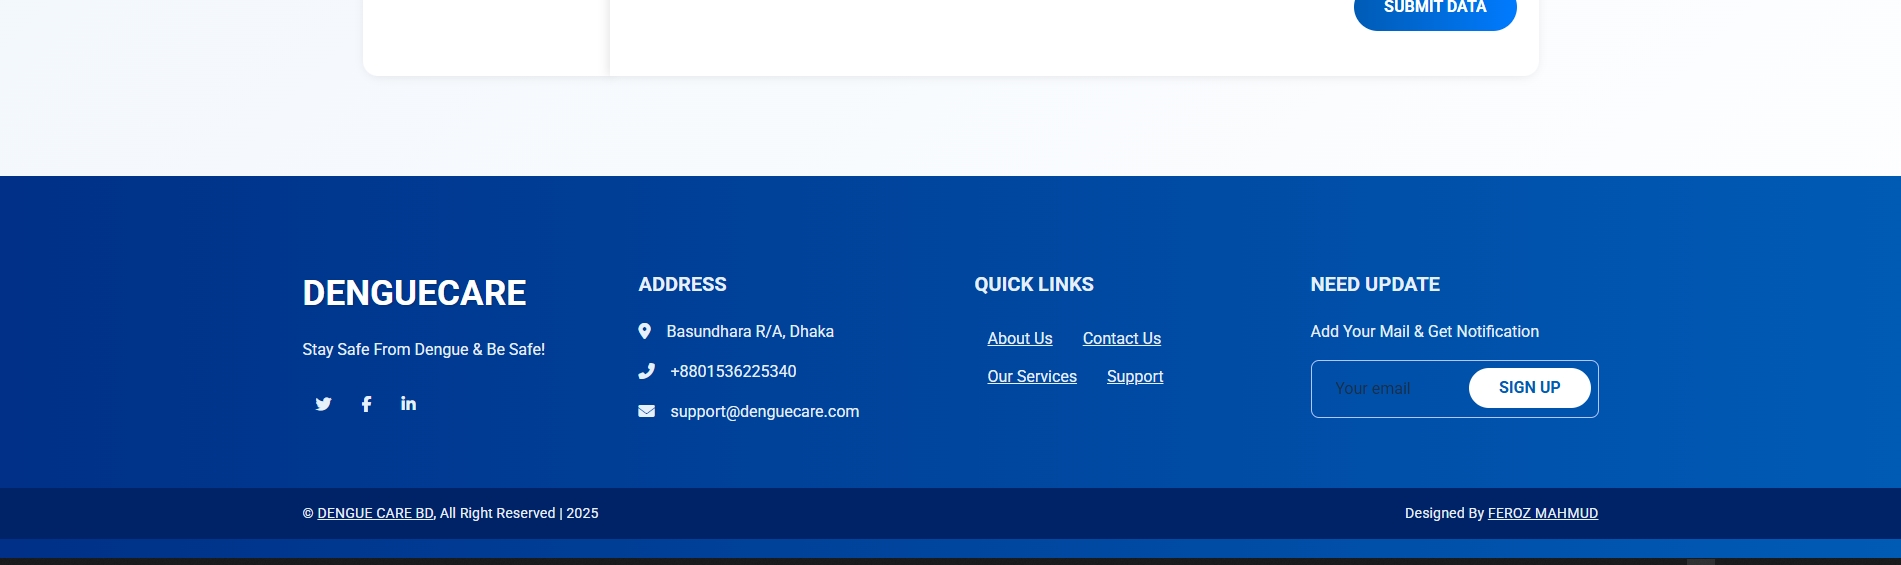 SUBMIT DATA
DENGUECARE
Stay Safe From Dengue & Be Safe!
ADDRESS
Basundhara R/A, Dhaka
+8801536225340
support@denguecare.com
QUICK LINKS
About Us Contact Us
Our Services Support
NEED UPDATE
Add Your Mail & Get Notification
Your email SIGN UP
© DENGUE CARE BD, All Right Reserved | 2025
Designed By FEROZ MAHMUD